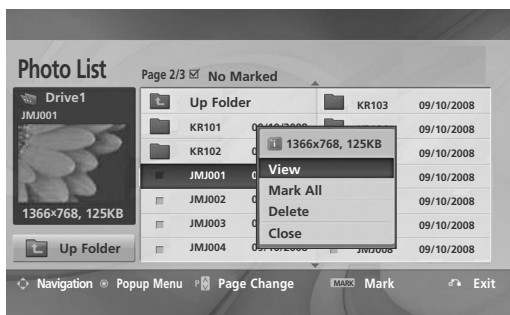 Photo List
Page 2/3 No Marked
Drive1
JMJ001
1366×768, 125KB
Up Folder
Up Folder
KR101
KR102
JMJ001
JMJ002
JMJ003
JMJ004
KR103 09/10/2008
09/10/2008
09/10/2008
09/10/2008
09/10/2008
09/10/2008
JMJ008 09/10/2008
1366x768, 125KB
View
Mark All
Delete
Close
Navigation Popup Menu P Page Change MARK Mark Exit